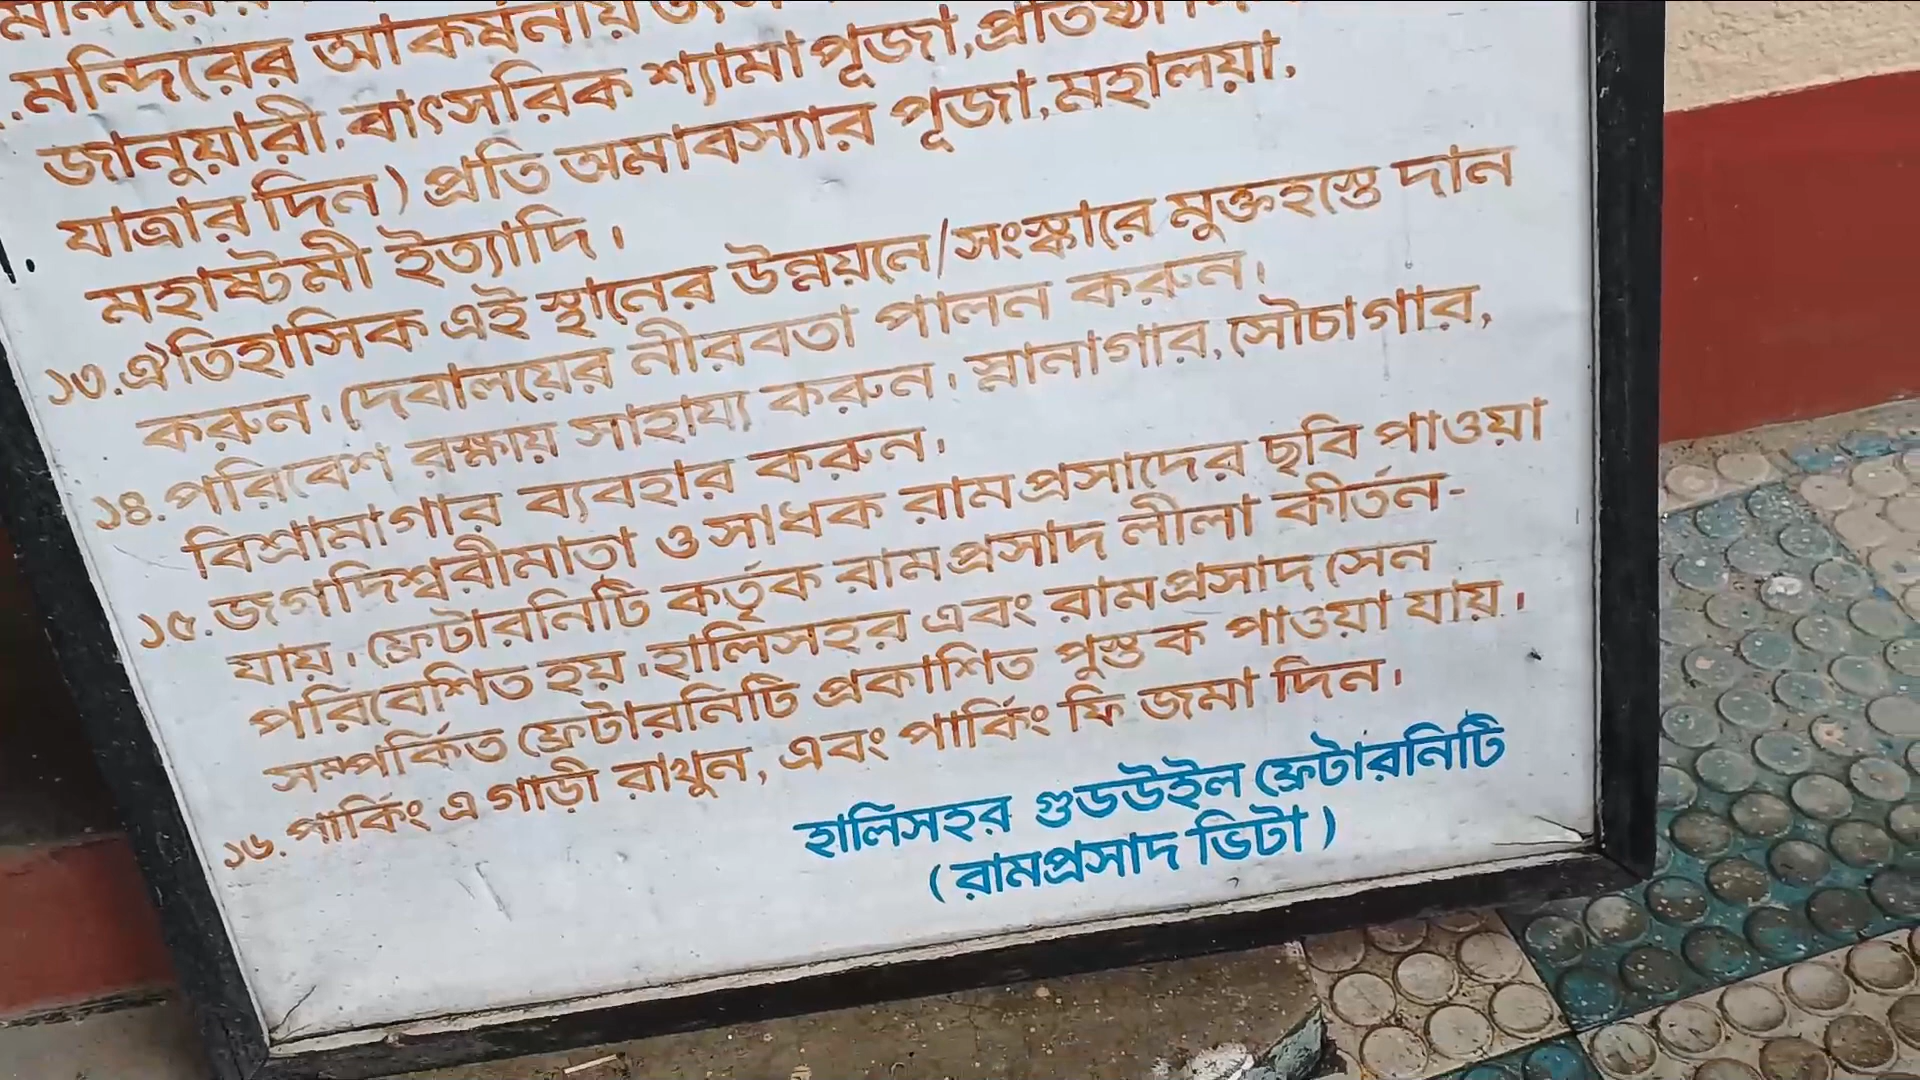 মন্দিরের
মন্দিরের আকর্ষনীয়
জানুয়ারী, বাৎসরিক শ্যামা পূজা, প্রতিষ্ঠা
যাত্রার দিন) প্রতি অমাবস্যার পূজা, মহালয়া,
মহাষ্টমী ইত্যাদি।
১৩. ঐতিহাসিক এই স্থানের উন্নয়নে/সংস্কারে মুক্তহস্তে দান
করুন। দেবালয়ের নীরবতা পালন করুন।
১৪. পরিবেশ রক্ষায় সাহায্য করুন। স্নানাগার, সৌচাগার,
বিশ্রামাগার ব্যবহার করুন।
১৫. জগদিশ্বরীমাতা ও সাধক রামপ্রসাদের ছবি পাওয়া
যায়। ফ্রেটারনিটি কর্তৃক রামপ্রসাদ লীলা কীর্তন-
পরিবেশিত হয়। হালিসহর এবং রামপ্রসাদ সেন
সম্পর্কিত ফ্রেটারনিটি প্রকাশিত পুস্তক পাওয়া যায়।
১৬. পার্কিং এ গাড়ী রাখুন, এবং পার্কিং ফি জমা দিন।
হালিসহর গুডউইল ফ্রেটারনিটি
(রামপ্রসাদ ভিটা)